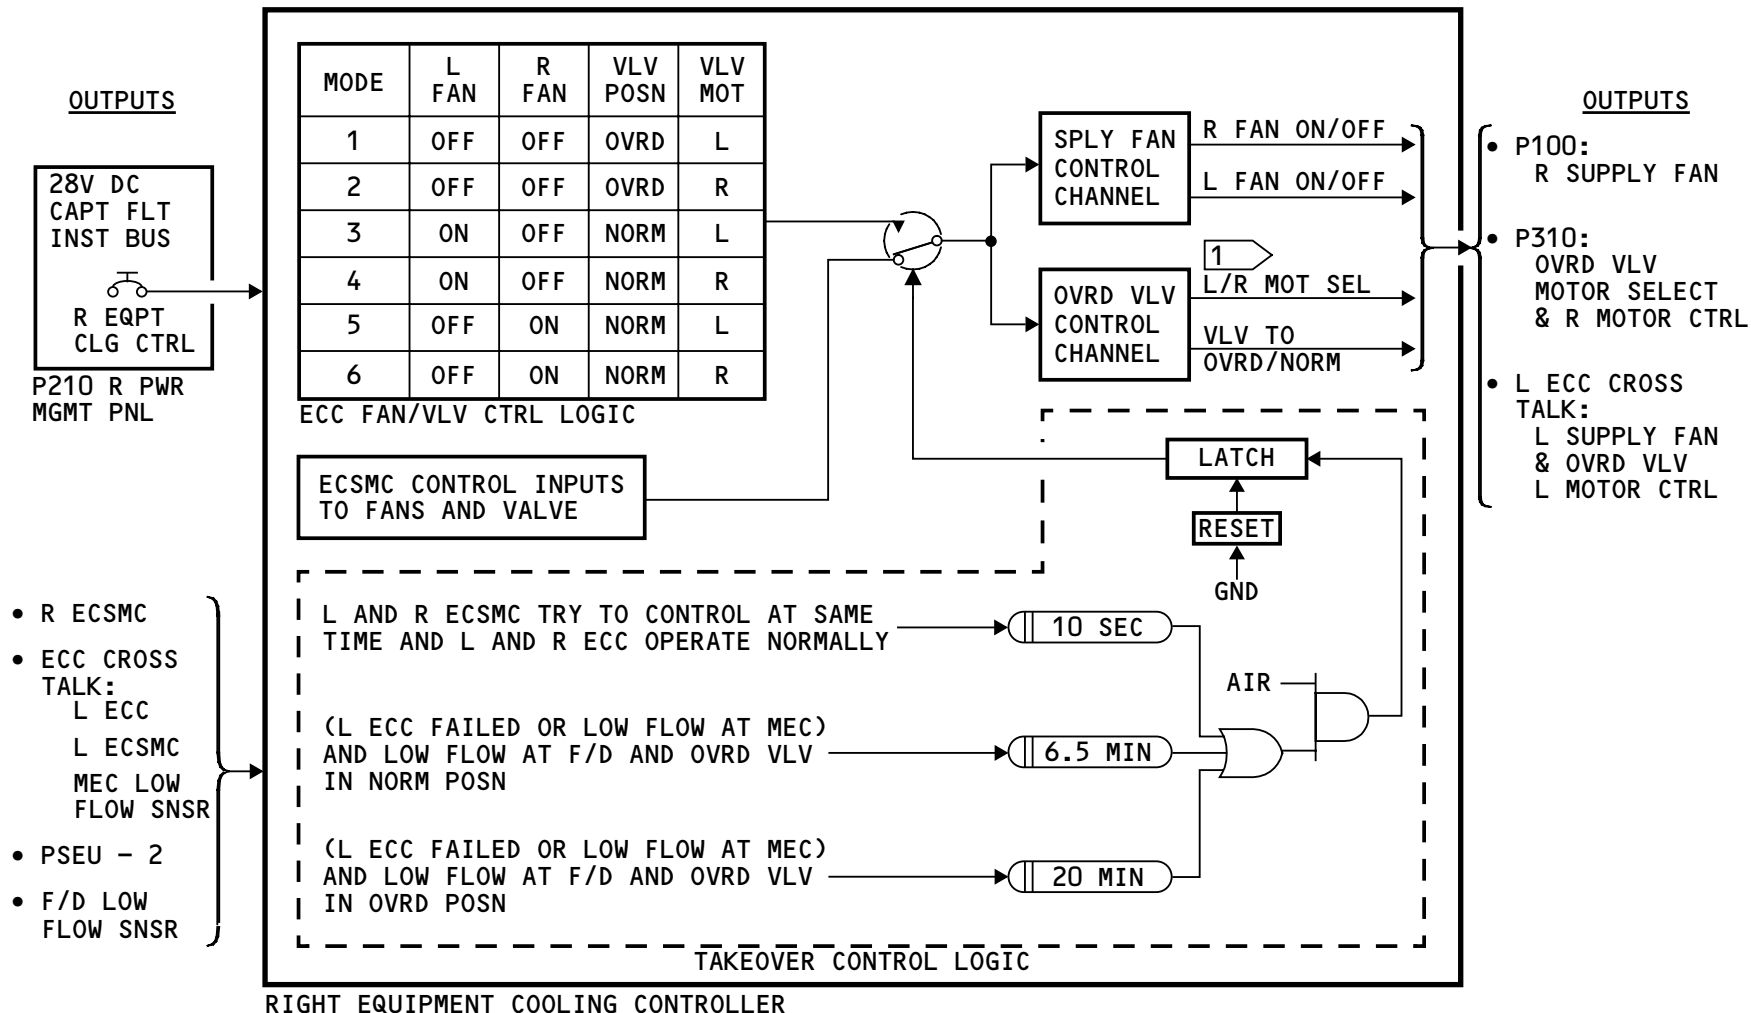 OUTPUTS
28V DC
CAPT FLT
INST BUS
R EQPT
CLG CTRL
P210 R PWR
MGMT PNL
• R ECSMC
• ECC CROSS
TALK:
L ECC
L ECSMC
MEC LOW
FLOW SNSR
• PSEU – 2
• F/D LOW
FLOW SNSR
MODE L FAN R FAN VLV POSN VLV MOT
1 OFF OFF OVRD L
2 OFF OFF OVRD R
3 ON OFF NORM L
4 ON OFF NORM R
5 OFF ON NORM L
6 OFF ON NORM R
ECC FAN/VLV CTRL LOGIC
ECSMC CONTROL INPUTS
TO FANS AND VALVE
SPLY FAN
CONTROL
CHANNEL
R FAN ON/OFF
L FAN ON/OFF
OVRD VLV
CONTROL
CHANNEL
1
L/R MOT SEL
VLV TO
OVRD/NORM
LATCH
RESET
GND
L AND R ECSMC TRY TO CONTROL AT SAME
TIME AND L AND R ECC OPERATE NORMALLY
10 SEC
AIR
(L ECC FAILED OR LOW FLOW AT MEC)
AND LOW FLOW AT F/D AND OVRD VLV
IN NORM POSN
6.5 MIN
(L ECC FAILED OR LOW FLOW AT MEC)
AND LOW FLOW AT F/D AND OVRD VLV
IN OVRD POSN
20 MIN
TAKEOVER CONTROL LOGIC
RIGHT EQUIPMENT COOLING CONTROLLER
OUTPUTS
• P100:
R SUPPLY FAN
• P310:
OVRD VLV
MOTOR SELECT
& R MOTOR CTRL
• L ECC CROSS
TALK:
L SUPPLY FAN
& OVRD VLV
L MOTOR CTRL